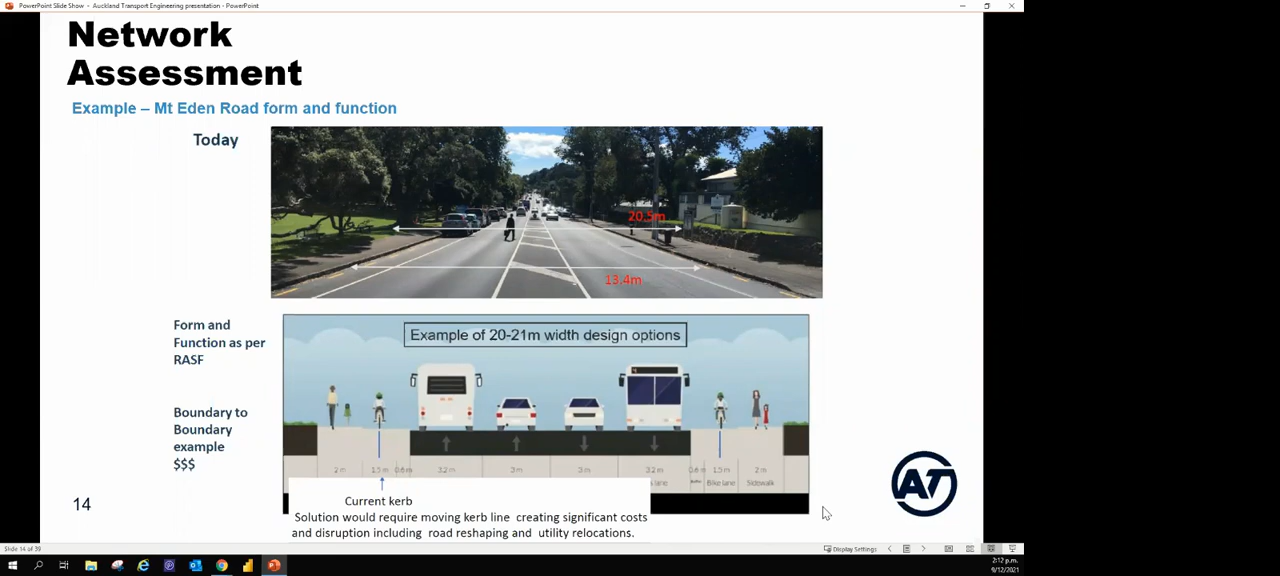 PowerPoint Slide Show - Auckland Transport Engineering presentation - PowerPoint
Network
Assessment
Example – Mt Eden Road form and function
Today
20.5m
13.4m
Form and
Function as per
RASF
Example of 20-21m width design options
Boundary to
Boundary
example
$$$
2 m 1.5 m 0.6 m 3.2 m 3 m 3 m 3.2 m 0.6 m 1.5 m 2 m
lane Bike lane Sidewalk
Current kerb
Solution would require moving kerb line creating significant costs
and disruption including road reshaping and utility relocations.
14
AT
Slide 14 of 39
Display Settings
2:12 p.m.
9/12/2021